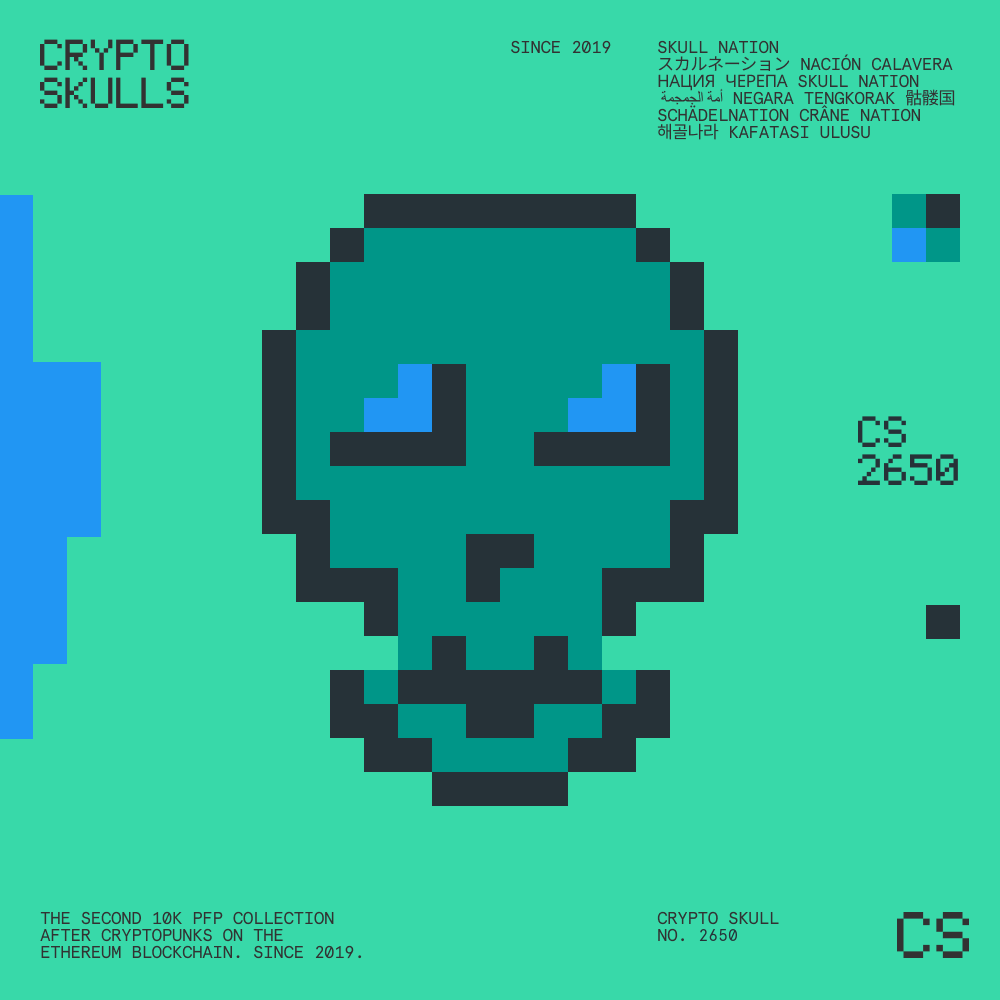 CRYPTO
SKULLS
SINCE 2019
SKULL NATION
スカルネーション NACIÓN CALAVERA
НАЦИЯ ЧЕРЕПА SKULL NATION
أمة الجمجمة NEGARA TENGKORAK 骷髅国
SCHÄDELNATION CRÂNE NATION
해골나라 KAFATASI ULUSU
CS
2650
THE SECOND 10K PFP COLLECTION
AFTER CRYPTOPUNKS ON THE
ETHEREUM BLOCKCHAIN. SINCE 2019.
CRYPTO SKULL
NO. 2650
CS